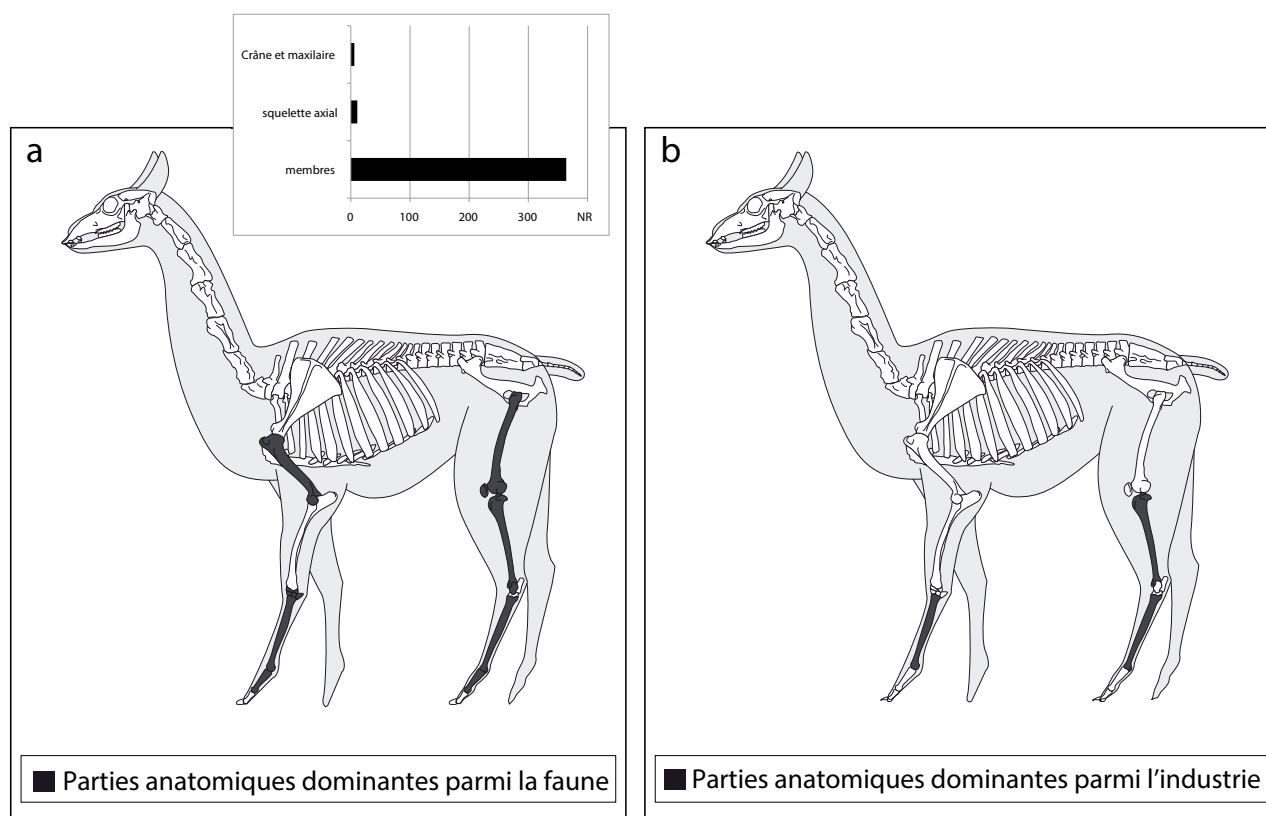 Crâne et maxilaire
squelette axial
membres
0 100 200 300 NR
a
b
Parties anatomiques dominantes parmi la faune
Parties anatomiques dominantes parmi l’industrie